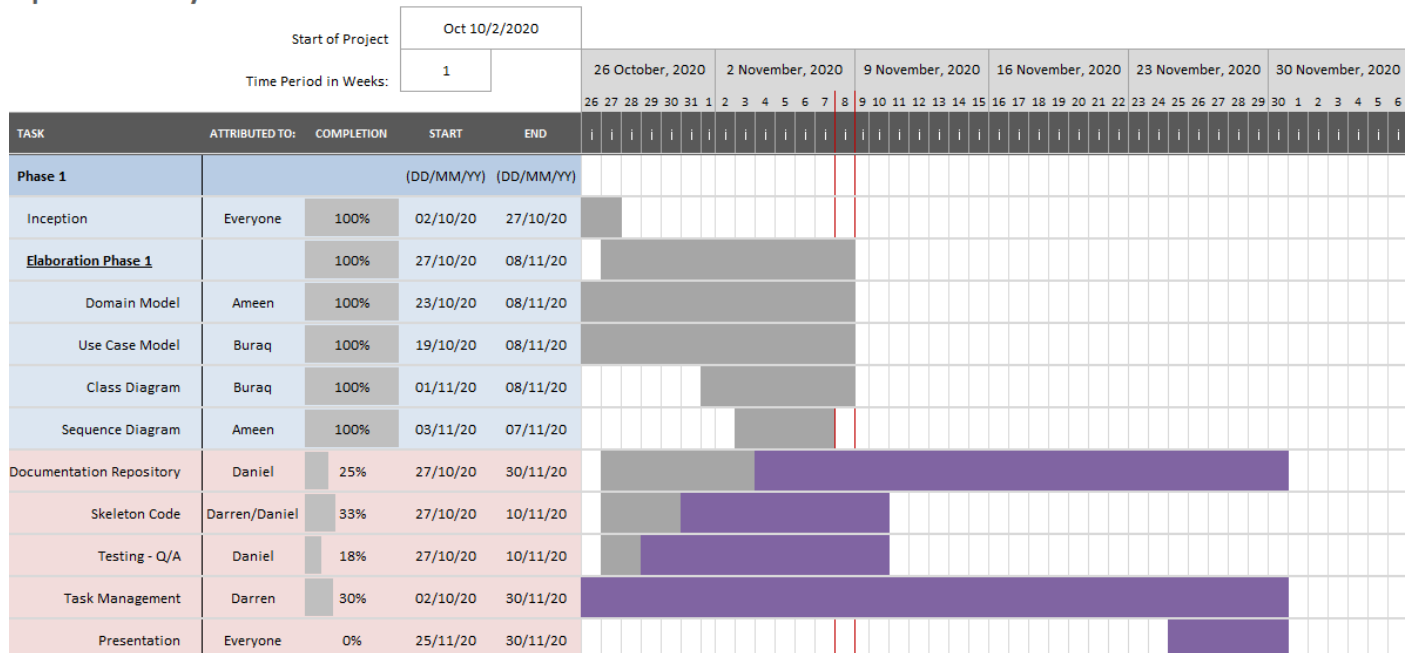 Start of Project Oct 10/2/2020
Time Period in Weeks: 1
26 October, 2020 2 November, 2020 9 November, 2020 16 November, 2020 23 November, 2020 30 November, 2020
26 27 28 29 30 31 1 2 3 4 5 6 7 8 9 10 11 12 13 14 15 16 17 18 19 20 21 22 23 24 25 26 27 28 29 30 1 2 3 4 5 6
TASK ATTRIBUTED TO: COMPLETION START END i i i i i i i i i i i i i i i i i i i i i i i i i i i i i i i i i i i i i i i i i i
Phase 1 (DD/MM/YY) (DD/MM/YY)
Inception Everyone 100% 02/10/20 27/10/20
Elaboration Phase 1 100% 27/10/20 08/11/20
Domain Model Ameen 100% 23/10/20 08/11/20
Use Case Model Buraq 100% 19/10/20 08/11/20
Class Diagram Buraq 100% 01/11/20 08/11/20
Sequence Diagram Ameen 100% 03/11/20 07/11/20
Documentation Repository Daniel 25% 27/10/20 30/11/20
Skeleton Code Darren/Daniel 33% 27/10/20 10/11/20
Testing - Q/A Daniel 18% 27/10/20 10/11/20
Task Management Darren 30% 02/10/20 30/11/20
Presentation Everyone 0% 25/11/20 30/11/20